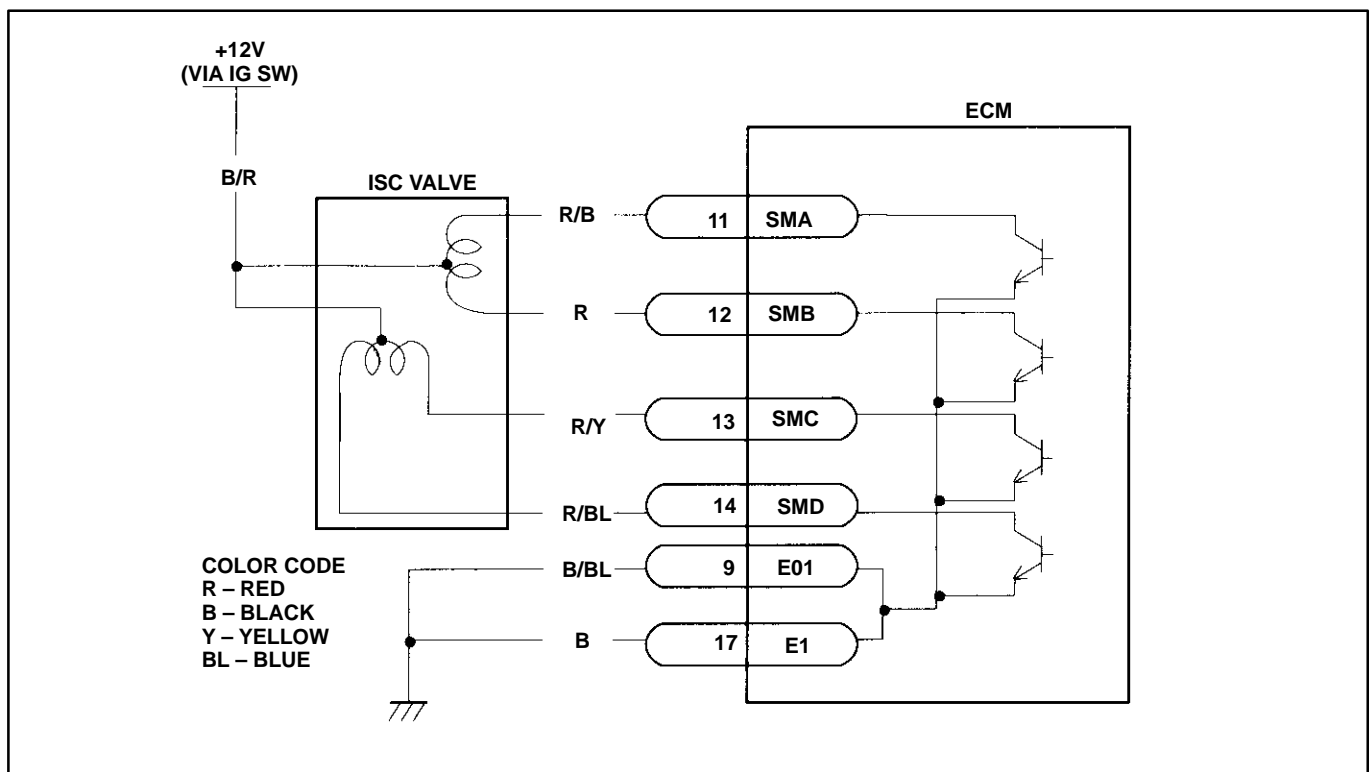 +12V
(VIA IG SW)
ECM
B/R
ISC VALVE
R/B
11 SMA
R
12 SMB
R/Y
13 SMC
R/BL
14 SMD
B/BL
9 E01
B
17 E1
COLOR CODE
R – RED
B – BLACK
Y – YELLOW
BL – BLUE